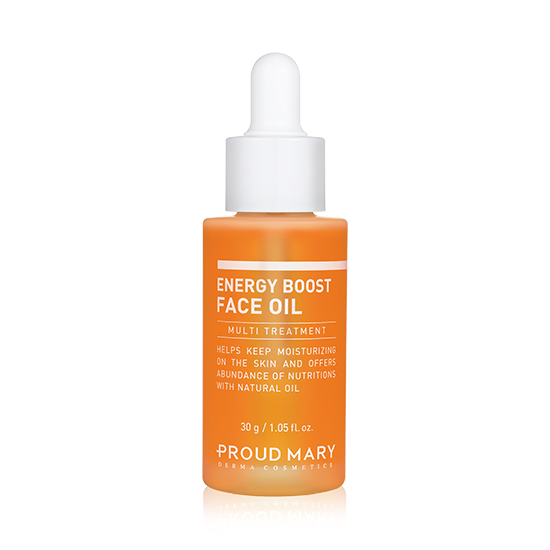 ENERGY BOOST
FACE OIL
MULTI TREATMENT
HELPS KEEP MOISTURIZING
ON THE SKIN AND OFFERS
ABUNDANCE OF NUTRITIONS
WITH NATURAL OIL
30 g / 1.05 fl. oz.
PROUD MARY
DERMA COSMETICS